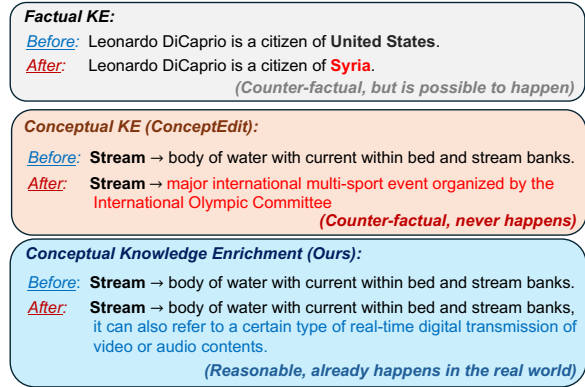 Factual KE:
Before: Leonardo DiCaprio is a citizen of United States.
After: Leonardo DiCaprio is a citizen of Syria.
(Counter-factual, but is possible to happen)
Conceptual KE (ConceptEdit):
Before: Stream → body of water with current within bed and stream banks.
After: Stream → major international multi-sport event organized by the
International Olympic Committee
(Counter-factual, never happens)
Conceptual Knowledge Enrichment (Ours):
Before: Stream → body of water with current within bed and stream banks.
After: Stream → body of water with current within bed and stream banks,
it can also refer to a certain type of real-time digital transmission of
video or audio contents.
(Reasonable, already happens in the real world)